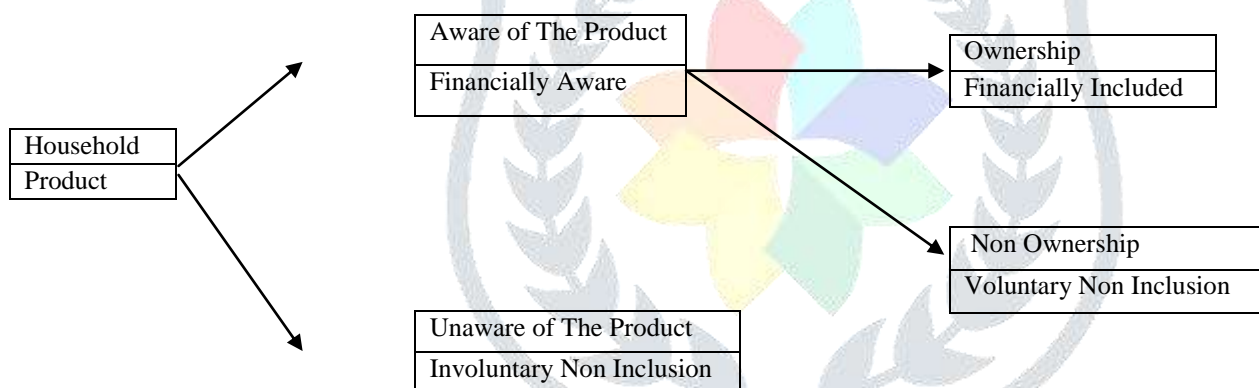 Aware of The Product
Financially Aware
Ownership
Financially Included
Household
Product
Non Ownership
Voluntary Non Inclusion
Unaware of The Product
Involuntary Non Inclusion